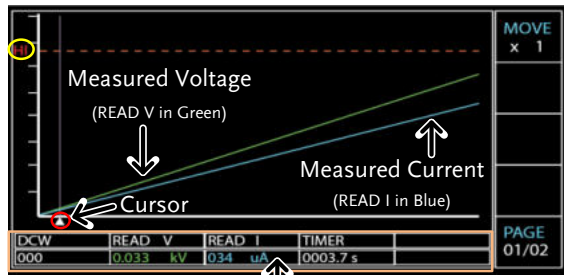 MOVE
x 1
HI
Measured Voltage
(READ V in Green)
Measured Current
(READ I in Blue)
Cursor
PAGE
01/02
DCW READ V READ I TIMER
000 0.033 kV 034 uA 0003.7 s